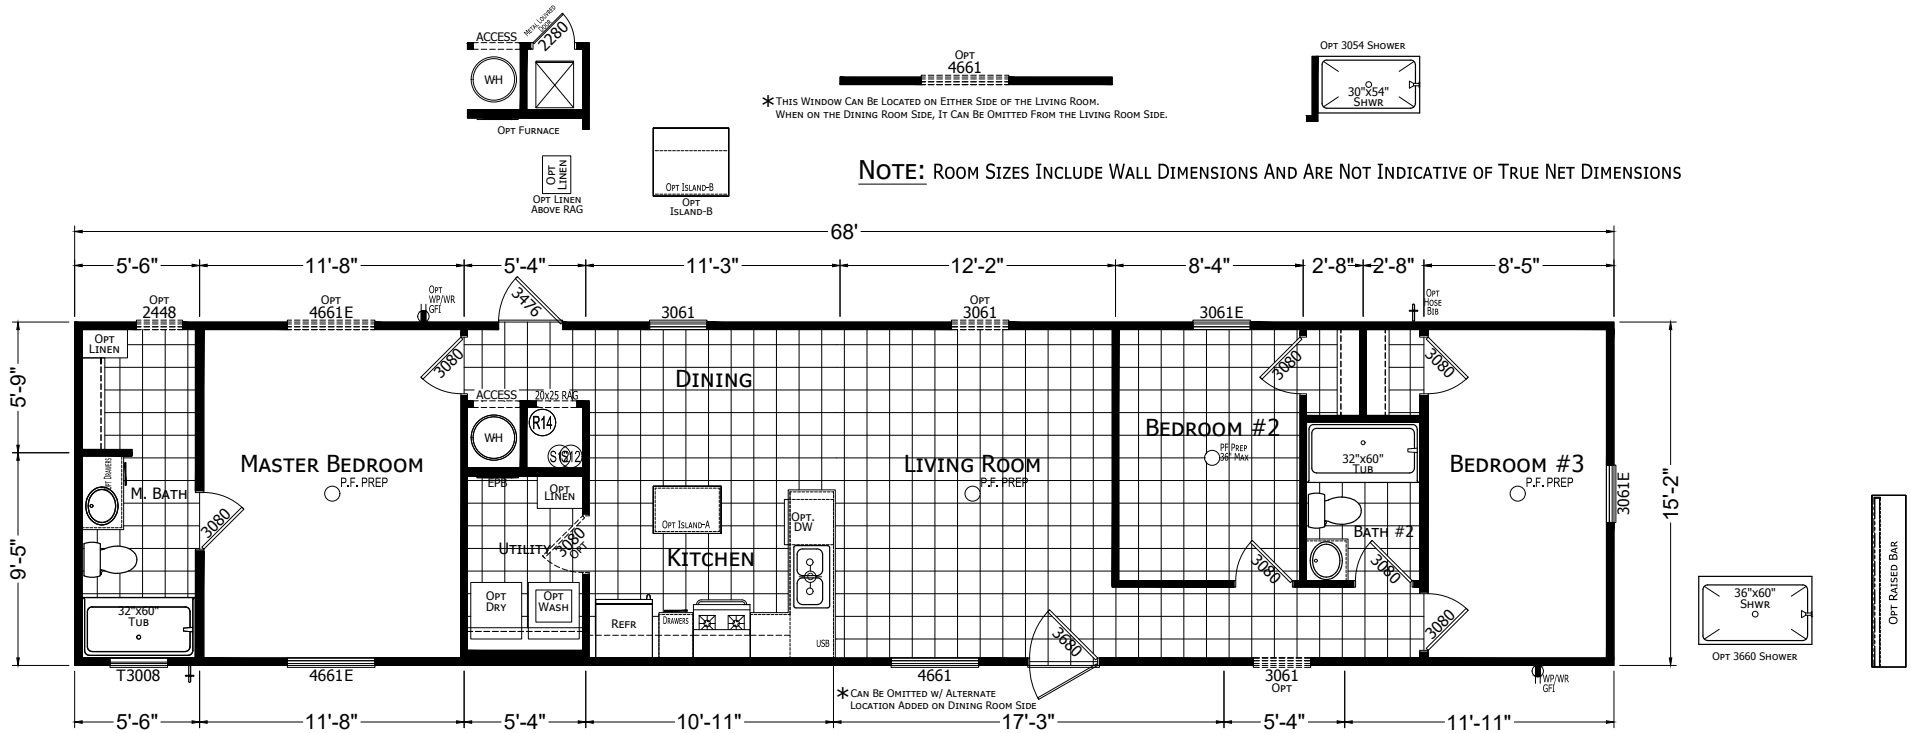 METAL LOUVRED
DOOR
2280
ACCESS
WH
OPT FURNACE
OPT
LINEN
OPT LINEN
ABOVE RAG
OPT ISLAND-B
OPT
ISLAND-B
OPT
4661
*THIS WINDOW CAN BE LOCATED ON EITHER SIDE OF THE LIVING ROOM.
WHEN ON THE DINING ROOM SIDE, IT CAN BE OMITTED FROM THE LIVING ROOM SIDE.
OPT 3054 SHOWER
30"x54"
SHWR
NOTE: ROOM SIZES INCLUDE WALL DIMENSIONS AND ARE NOT INDICATIVE OF TRUE NET DIMENSIONS
68'
5'-6" 11'-8" 5'-4" 11'-3" 12'-2" 8'-4" 2'-8" 2'-8" 8'-5"
OPT
2448
OPT
4661E
OPT
WP/WR
GFI
3476
3061
OPT
3061
3061E
OPT
HOSE
BIB
OPT
LINEN
3080
3080
3080
5'-9"
DINING
ACCESS
20x25 RAG
R14
WH
S12
MASTER BEDROOM
P.F. PREP
LIVING ROOM
P.F. PREP
BEDROOM #2
PF PREP
36" MAX
32"x60"
TUB
BEDROOM #3
P.F. PREP
3061E
15'-2"
OPT DRAWERS
M. BATH
3080
EPB
OPT
LINEN
UTILITY
3080
OPT
OPT ISLAND-A
KITCHEN
OPT.
DW
BATH #2
3080
3080
9'-5"
32"x60"
TUB
OPT
DRY
OPT
WASH
REFR
DRAWERS
USB
3680
3080
T3008
4661E
4661
3061
OPT
WP/WR
GFI
*CAN BE OMITTED W/ ALTERNATE
LOCATION ADDED ON DINING ROOM SIDE
5'-6" 11'-8" 5'-4" 10'-11" 17'-3" 5'-4" 11'-11"
36"x60"
SHWR
OPT 3660 SHOWER
OPT RAISED BAR